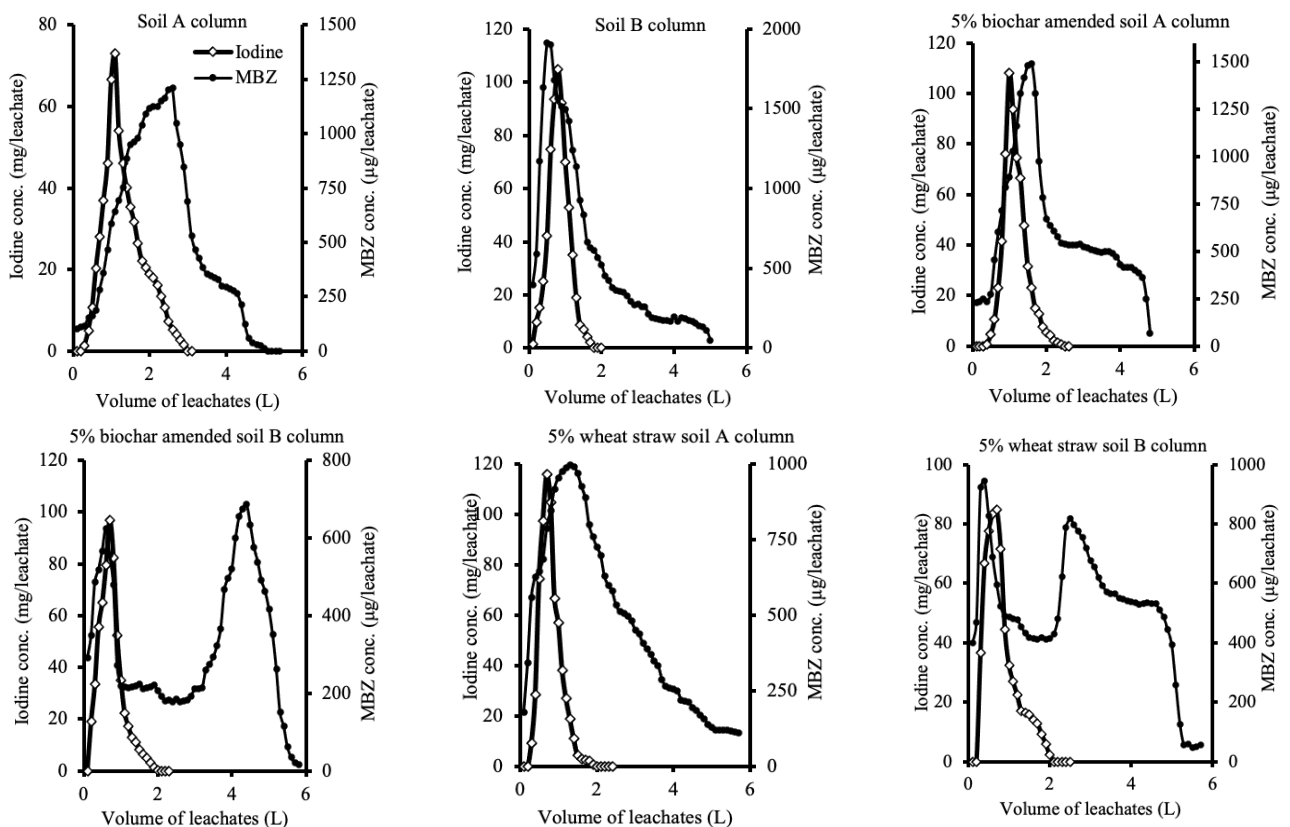 Soil A column
Iodine conc. (mg/leachate)
80
60
40
20
0
Iodine
MBZ
1500
1250
1000
750
500
250
0
MBZ conc. (µg/leachate)
0 2 4 6
Volume of leachates (L)
Soil B column
Iodine conc. (mg/leachate)
120
100
80
60
40
20
0
2000
1500
1000
500
0
MBZ conc. (µg/leachate)
0 2 4 6
Volume of leachates (L)
5% biochar amended soil A column
Iodine conc. (mg/leachate)
120
100
80
60
40
20
0
1500
1250
1000
750
500
250
0
MBZ conc. (µg/leachate)
0 2 4 6
Volume of leachates (L)
5% biochar amended soil B column
Iodine conc. (mg/leachate)
120
100
80
60
40
20
0
800
600
400
200
0
MBZ conc. (µg/leachate)
0 2 4 6
Volume of leachates (L)
5% wheat straw soil A column
Iodine conc. (mg/leachate)
120
100
80
60
40
20
0
1000
750
500
250
0
MBZ conc. (µg/leachate)
0 2 4 6
Volume of leachates (L)
5% wheat straw soil B column
Iodine conc. (mg/leachate)
100
80
60
40
20
0
1000
800
600
400
200
0
MBZ conc. (µg/leachate)
0 2 4 6
Volume of leachates (L)